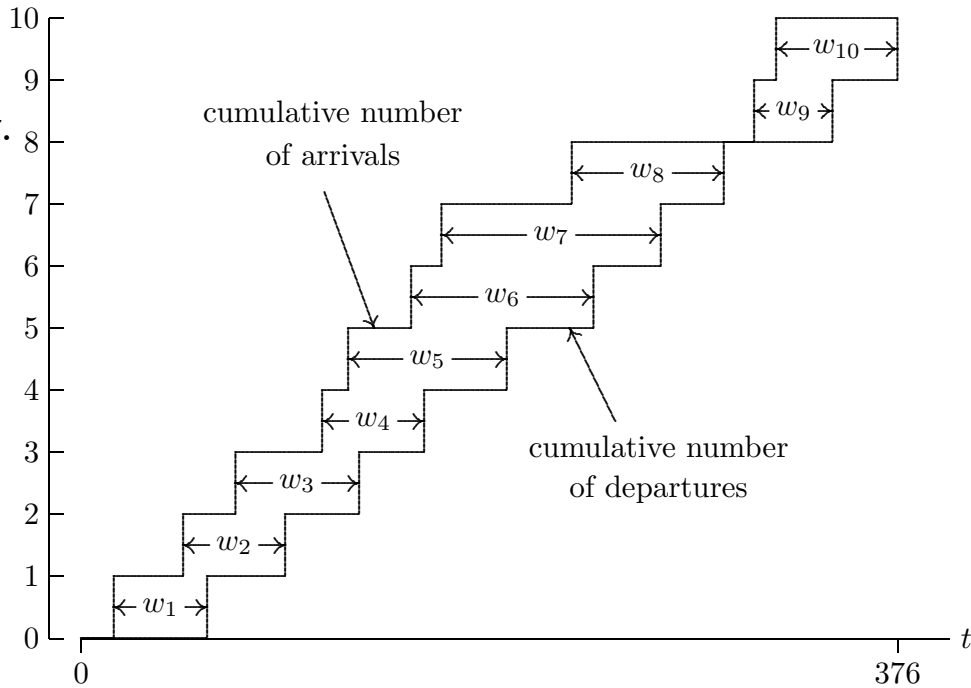 10
w10
9
cumulative number
of arrivals
w9
.
8
w8
7
w7
6
w6
5
w5
4
w4
cumulative number
of departures
3
w3
2
w2
1
w1
0
t
0
376